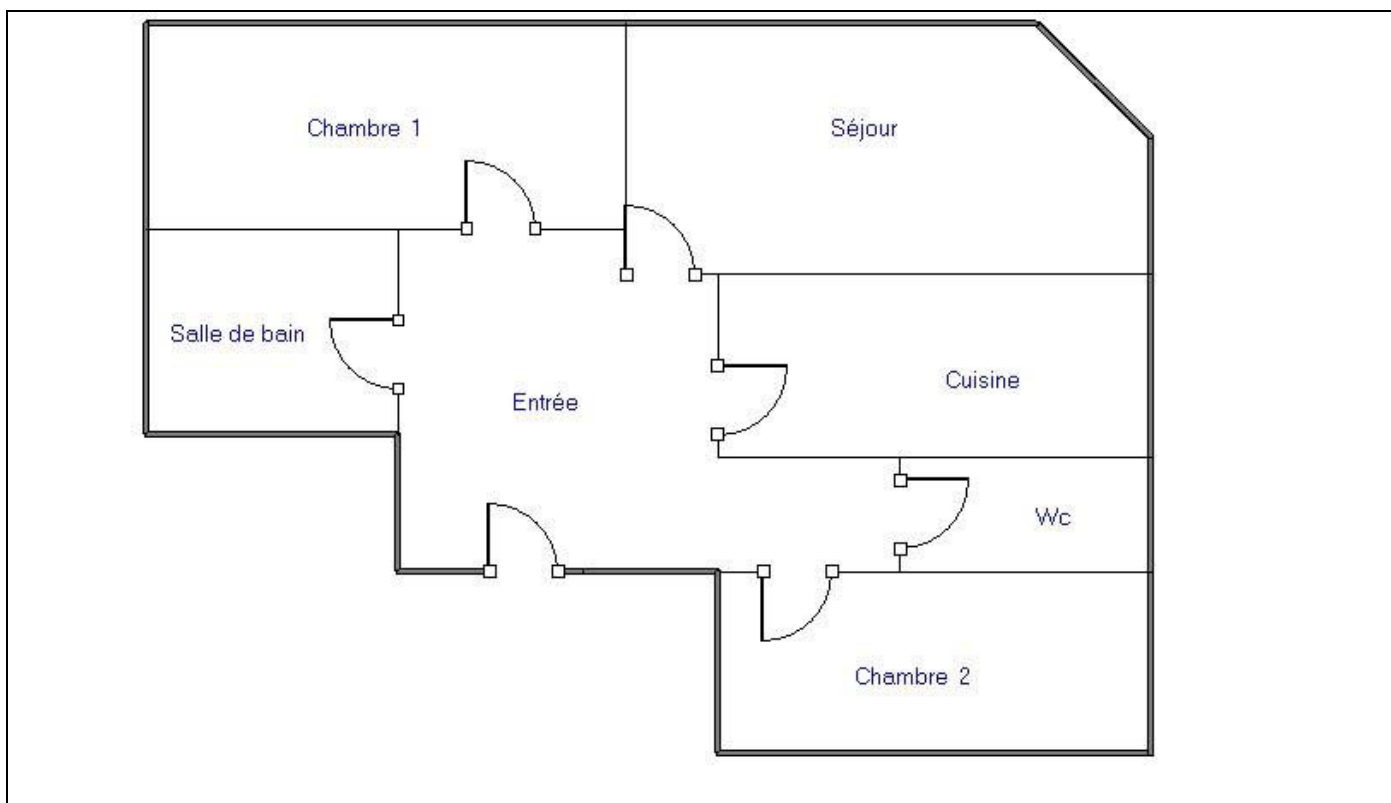 Chambre 1
Séjour
Salle de bain
Cuisine
Entrée
Wc
Chambre 2